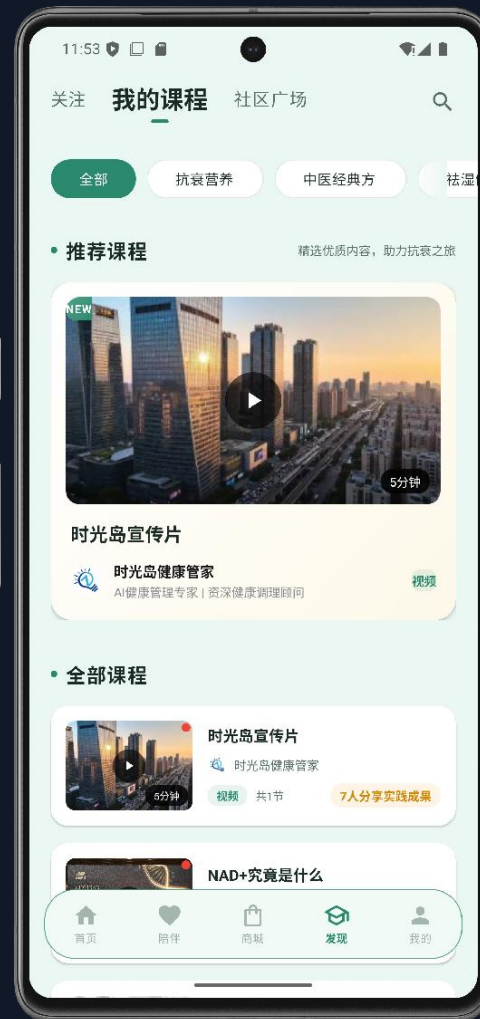 11:53
关注 我的课程 社区广场
全部 抗衰营养 中医经典方 祛湿
推荐课程 精选优质内容，助力抗衰之旅
NEW
5分钟
时光岛宣传片
时光岛健康管家
AI健康管理专家 | 资深健康调理顾问
视频
全部课程
时光岛宣传片
时光岛健康管家
5分钟
视频 共1节 7人分享实践成果
NAD+究竟是什么
首页 陪伴 商城 发现 我的